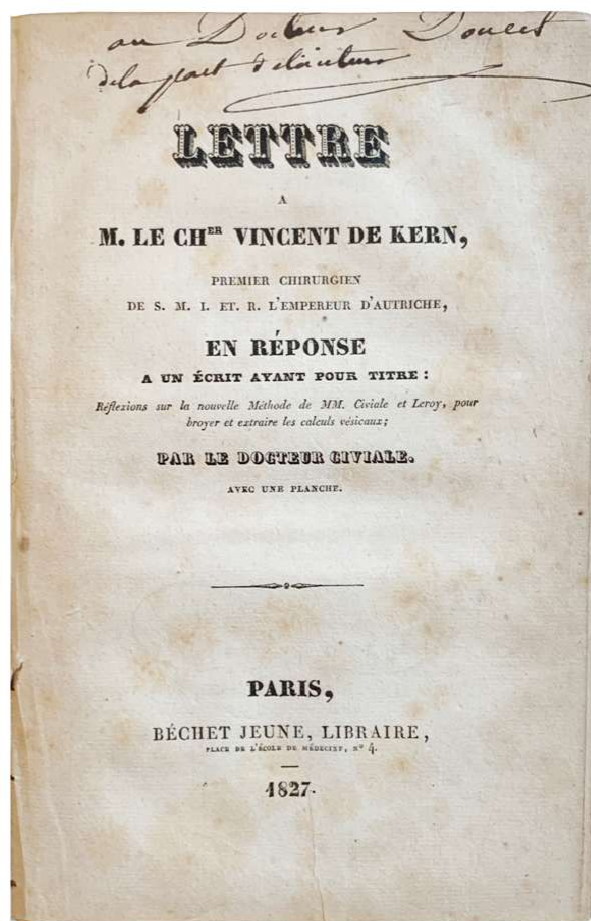 au Docteur Doucet
de la part de l'auteur
LETTRE
A
M. LE CHER VINCENT DE KERN,
PREMIER CHIRURGIEN
DE S. M. I. ET. R. L'EMPEREUR D'AUTRICHE,
EN RÉPONSE
A UN ÉCRIT AYANT POUR TITRE :
Réflexions sur la nouvelle Méthode de MM. Civiale et Leroy, pour
broyer et extraire les calculs vésicaux;
PAR LE DOCTEUR CIVIALE.
AVEC UNE PLANCHE.
PARIS,
BÉCHET JEUNE, LIBRAIRE,
PLACE DE L'ÉCOLE DE MÉDECINE, N° 4.
1827.